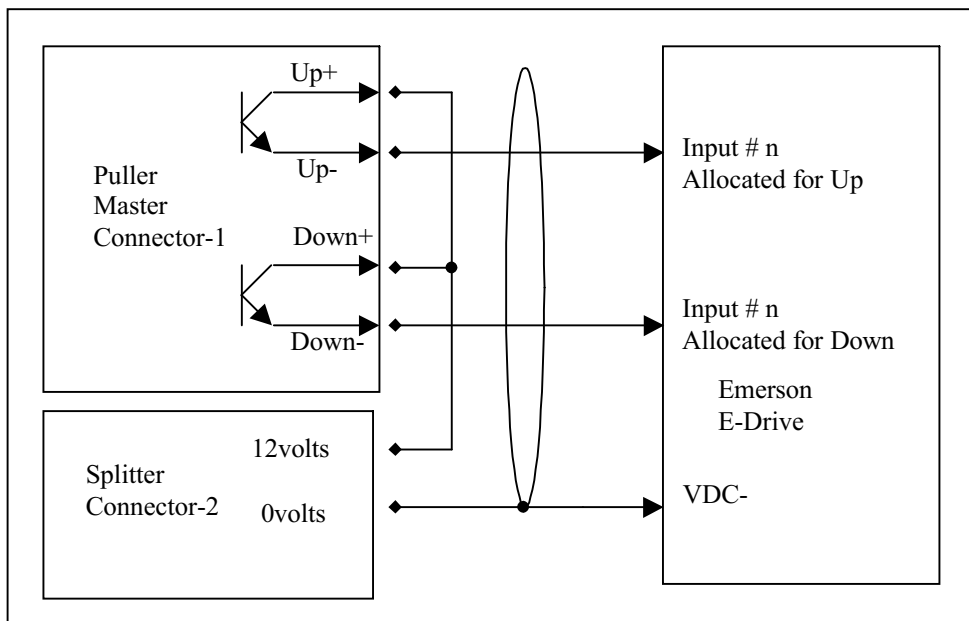 Up+
Up-
Puller
Master
Connector-1
Down+
Down-
12volts
Splitter
Connector-2
0volts
Input # n
Allocated for Up
Input # n
Allocated for Down
Emerson
E-Drive
VDC-